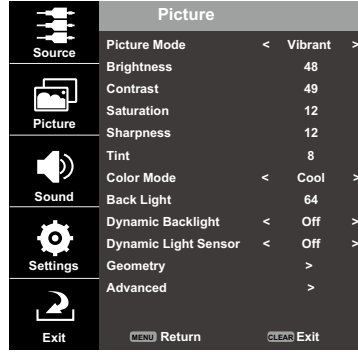 Picture
Source
Picture
Sound
Settings
Exit
Picture Mode < Vibrant >
Brightness 48
Contrast 49
Saturation 12
Sharpness 12
Tint 8
Color Mode < Cool >
Back Light 64
Dynamic Backlight < Off >
Dynamic Light Sensor < Off >
Geometry >
Advanced >
MENU Return CLEAR Exit